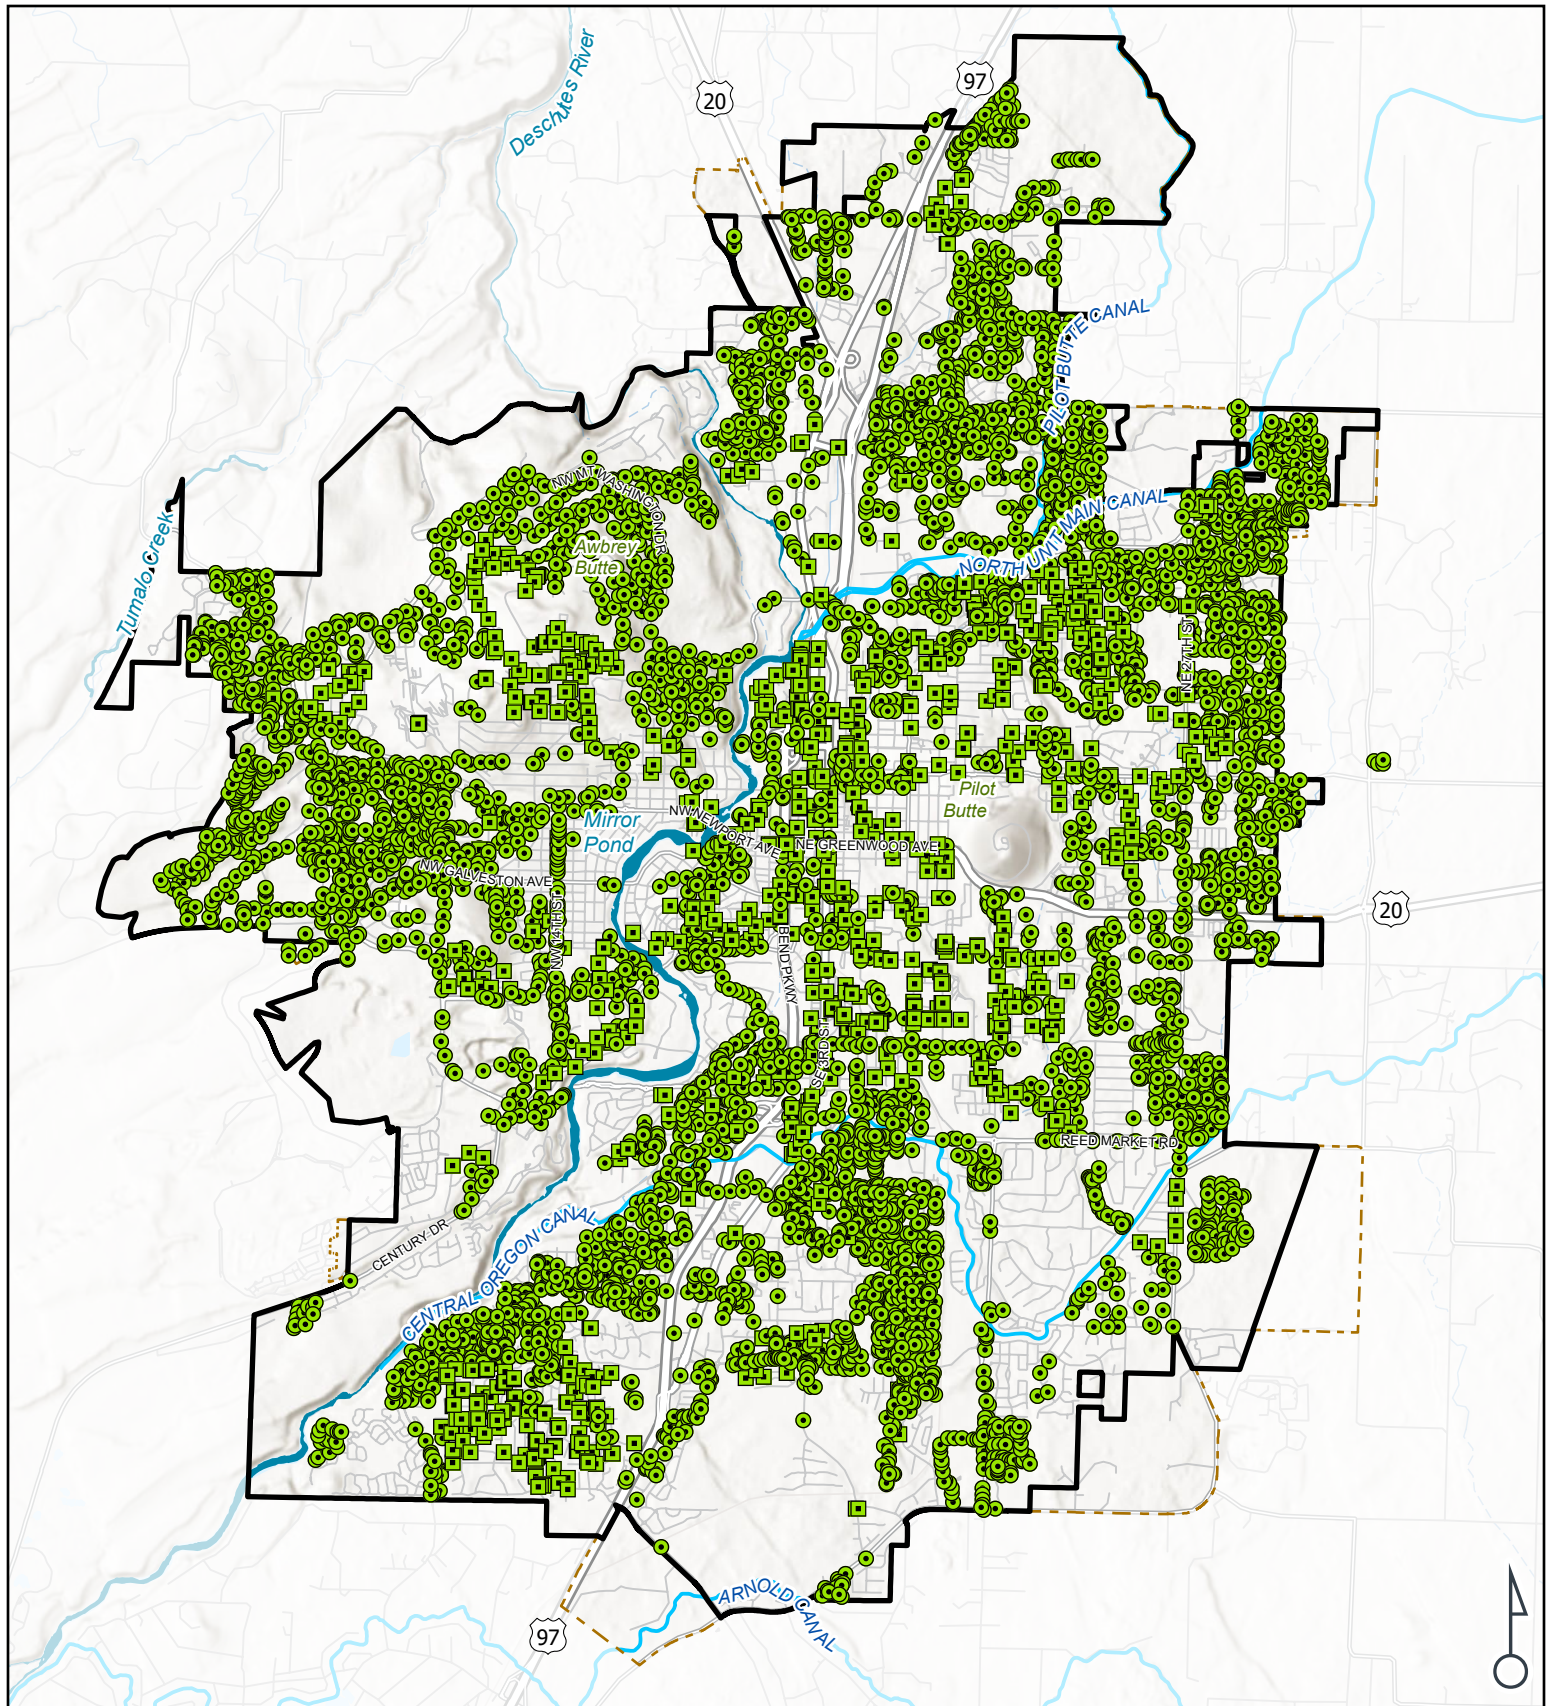 Deschutes River
97
20
PILOT BUTTE CANAL
NW MT WASHINGTON DR
NORTH UNIT MAIN CANAL
Tumalo Creek
Awbrey
Butte
NE 27TH ST
Pilot
Butte
Mirror
Pond
NW NEWPORT AVE
NE GREENWOOD AVE
NW GALVESTON AVE
20
NW 14TH ST
BEND PKWY
SE 3RD ST
REED MARKET RD
CENTURY DR
CENTRAL OREGON CANAL
ARNOLD CANAL
97